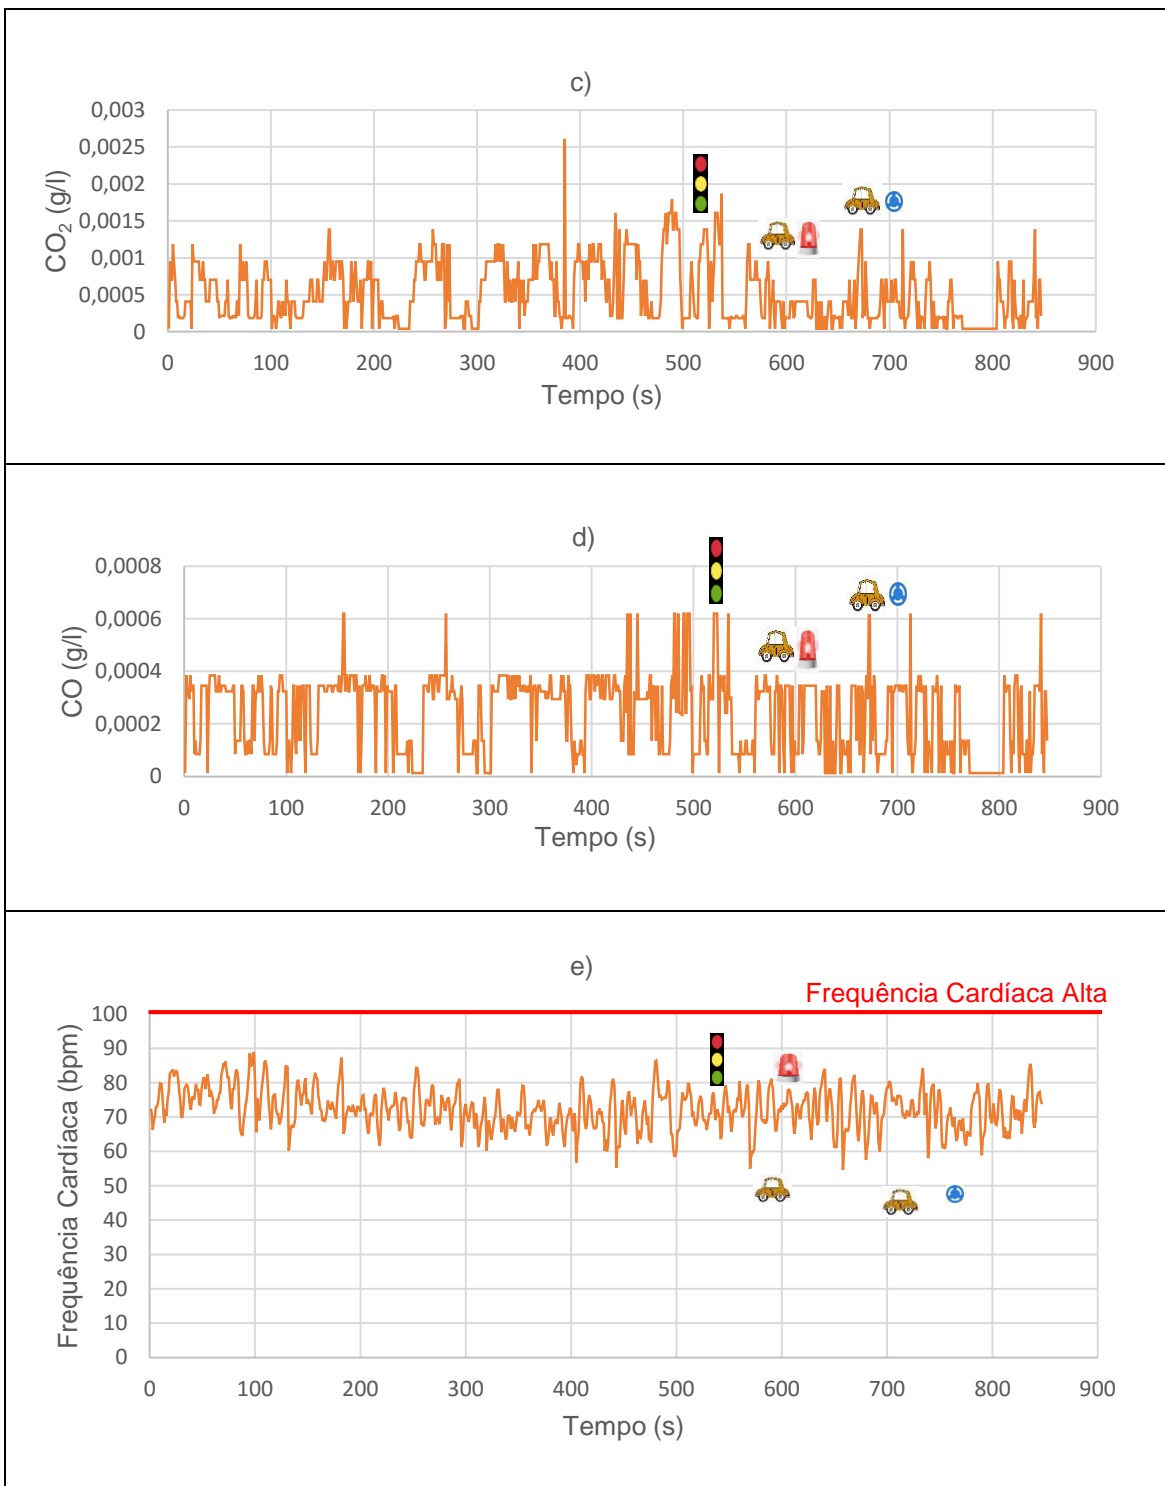 c)
0,003
0,0025
0,002
0,0015
0,001
0,0005
0
CO₂ (g/l)
0 100 200 300 400 500 600 700 800 900
Tempo (s)
d)
0,0008
0,0006
0,0004
0,0002
0
CO (g/l)
0 100 200 300 400 500 600 700 800 900
Tempo (s)
e)
Frequência Cardíaca Alta
100
90
80
70
60
50
40
30
20
10
0
Frequência Cardíaca (bpm)
0 100 200 300 400 500 600 700 800 900
Tempo (s)